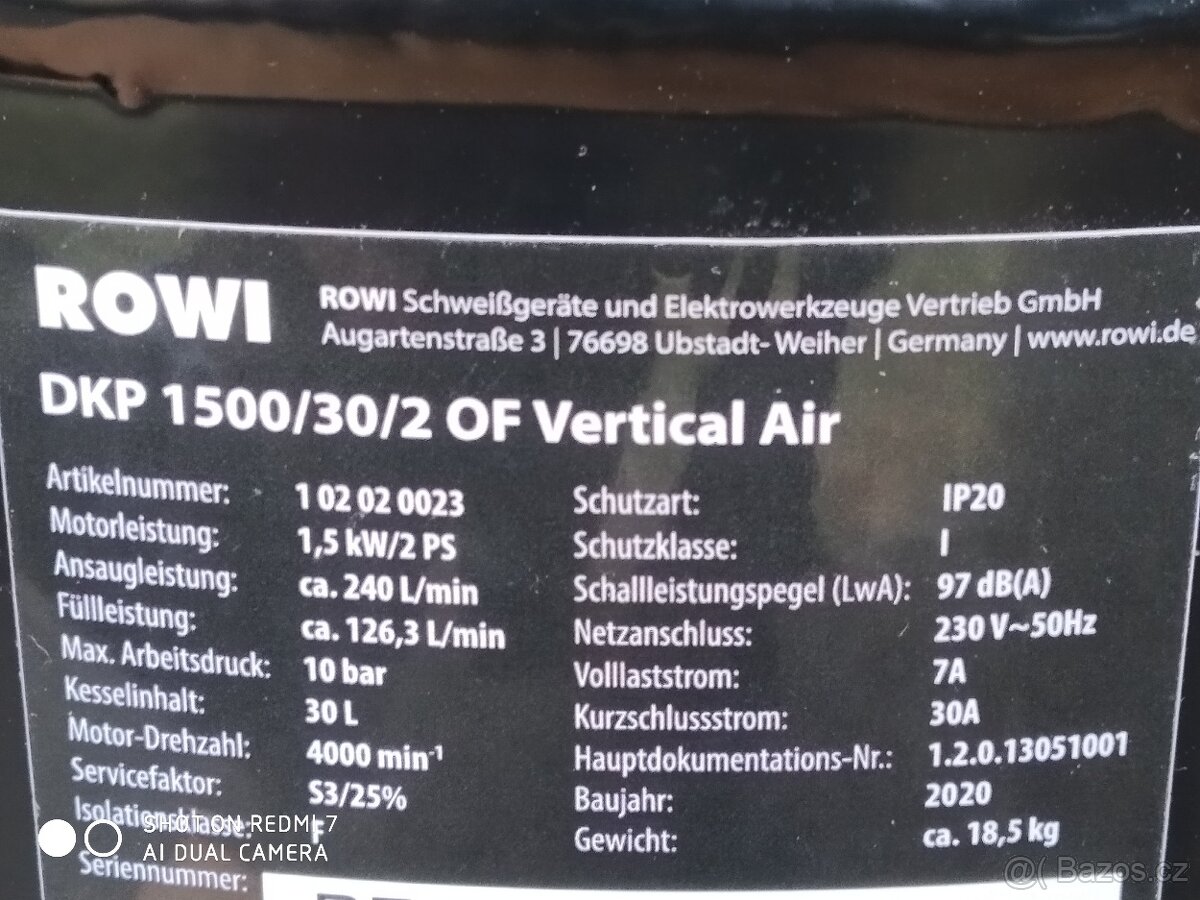 ROWI
ROWI Schweißgeräte und Elektrowerkzeuge Vertrieb GmbH
Augartenstraße 3 | 76698 Ubstadt- Weiher | Germany | www.rowi.de
DKP 1500/30/2 OF Vertical Air
Artikelnummer: 1 02 02 0023
Motorleistung: 1,5 kW/2 PS
Ansaugleistung: ca. 240 L/min
Füllleistung: ca. 126,3 L/min
Max. Arbeitsdruck: 10 bar
Kesselinhalt: 30 L
Motor-Drehzahl: 4000 min⁻¹
Servicefaktor: S3/25%
Isolationsklasse: F
Seriennummer:
Schutzart: IP20
Schutzklasse: I
Schallleistungspegel (LwA): 97 dB(A)
Netzanschluss: 230 V~50Hz
Volllaststrom: 7A
Kurzschlussstrom: 30A
Hauptdokumentations-Nr.: 1.2.0.13051001
Baujahr: 2020
Gewicht: ca. 18,5 kg
SHOT ON REDMI 7
AI DUAL CAMERA
@( Bazos.cz